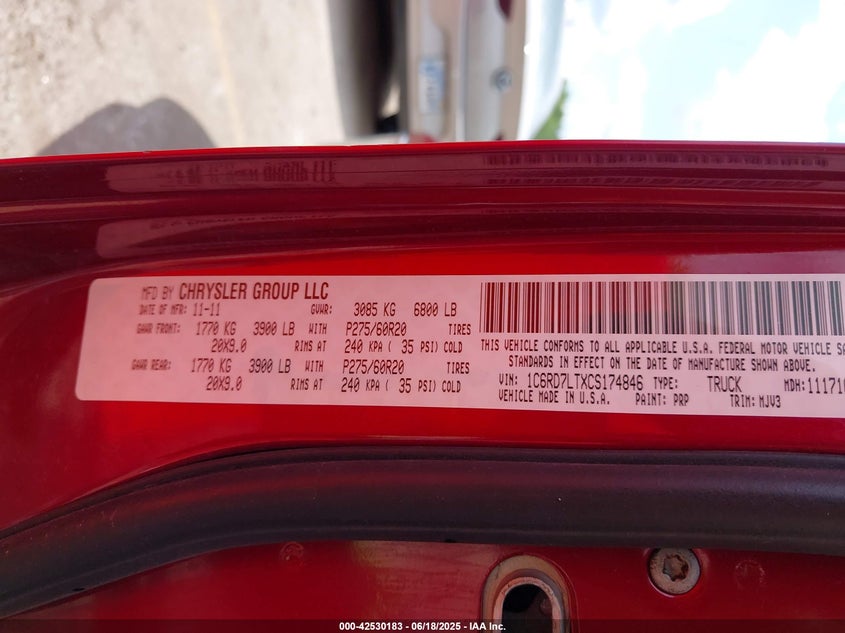 MFD BY CHRYSLER GROUP LLC
DATE OF MFR: 11-11 GVWR: 3085 KG 6800 LB
GAWR FRONT: 1770 KG 3900 LB WITH P275/60R20 TIRES
20X9.0 RIMS AT 240 KPA ( 35 PSI) COLD
GAWR REAR: 1770 KG 3900 LB WITH P275/60R20 TIRES
20X9.0 RIMS AT 240 KPA ( 35 PSI) COLD
THIS VEHICLE CONFORMS TO ALL APPLICABLE U.S.A. FEDERAL MOTOR VEHICLE SA
STANDARDS IN EFFECT ON THE DATE OF MANUFACTURE SHOWN ABOVE.
VIN: 1C6RD7LTXCS174846 TYPE: TRUCK MDH:11171
VEHICLE MADE IN U.S.A. PAINT: PRP TRIM: MJV3
000-42530183 - 06/18/2025 - IAA Inc.